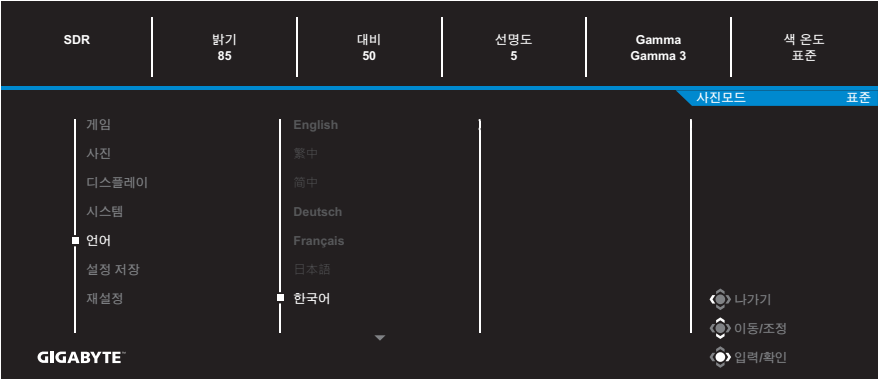 SDR
밝기
85
대비
50
선명도
5
Gamma
Gamma 3
색 온도
표준
사진모드 표준
게임
사진
디스플레이
시스템
언어
설정 저장
재설정
English
繁中
简中
Deutsch
Français
日本語
한국어
나가기
이동/조정
입력/확인
GIGABYTE™